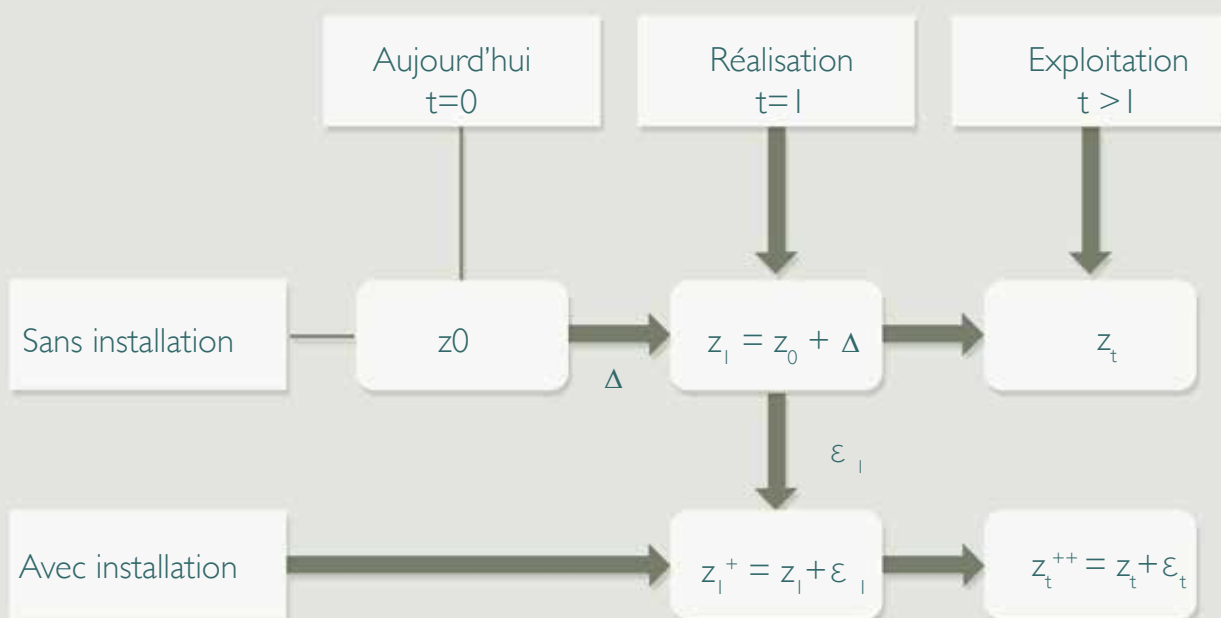 Aujourd'hui
t=0
Réalisation
t=1
Exploitation
t >1
Sans installation
z0
Δ
z₁ = z₀ + Δ
zₜ
ε ₁
Avec installation
z₁⁺ = z₁+ε ₁
zₜ⁺⁺ = zₜ+εₜ